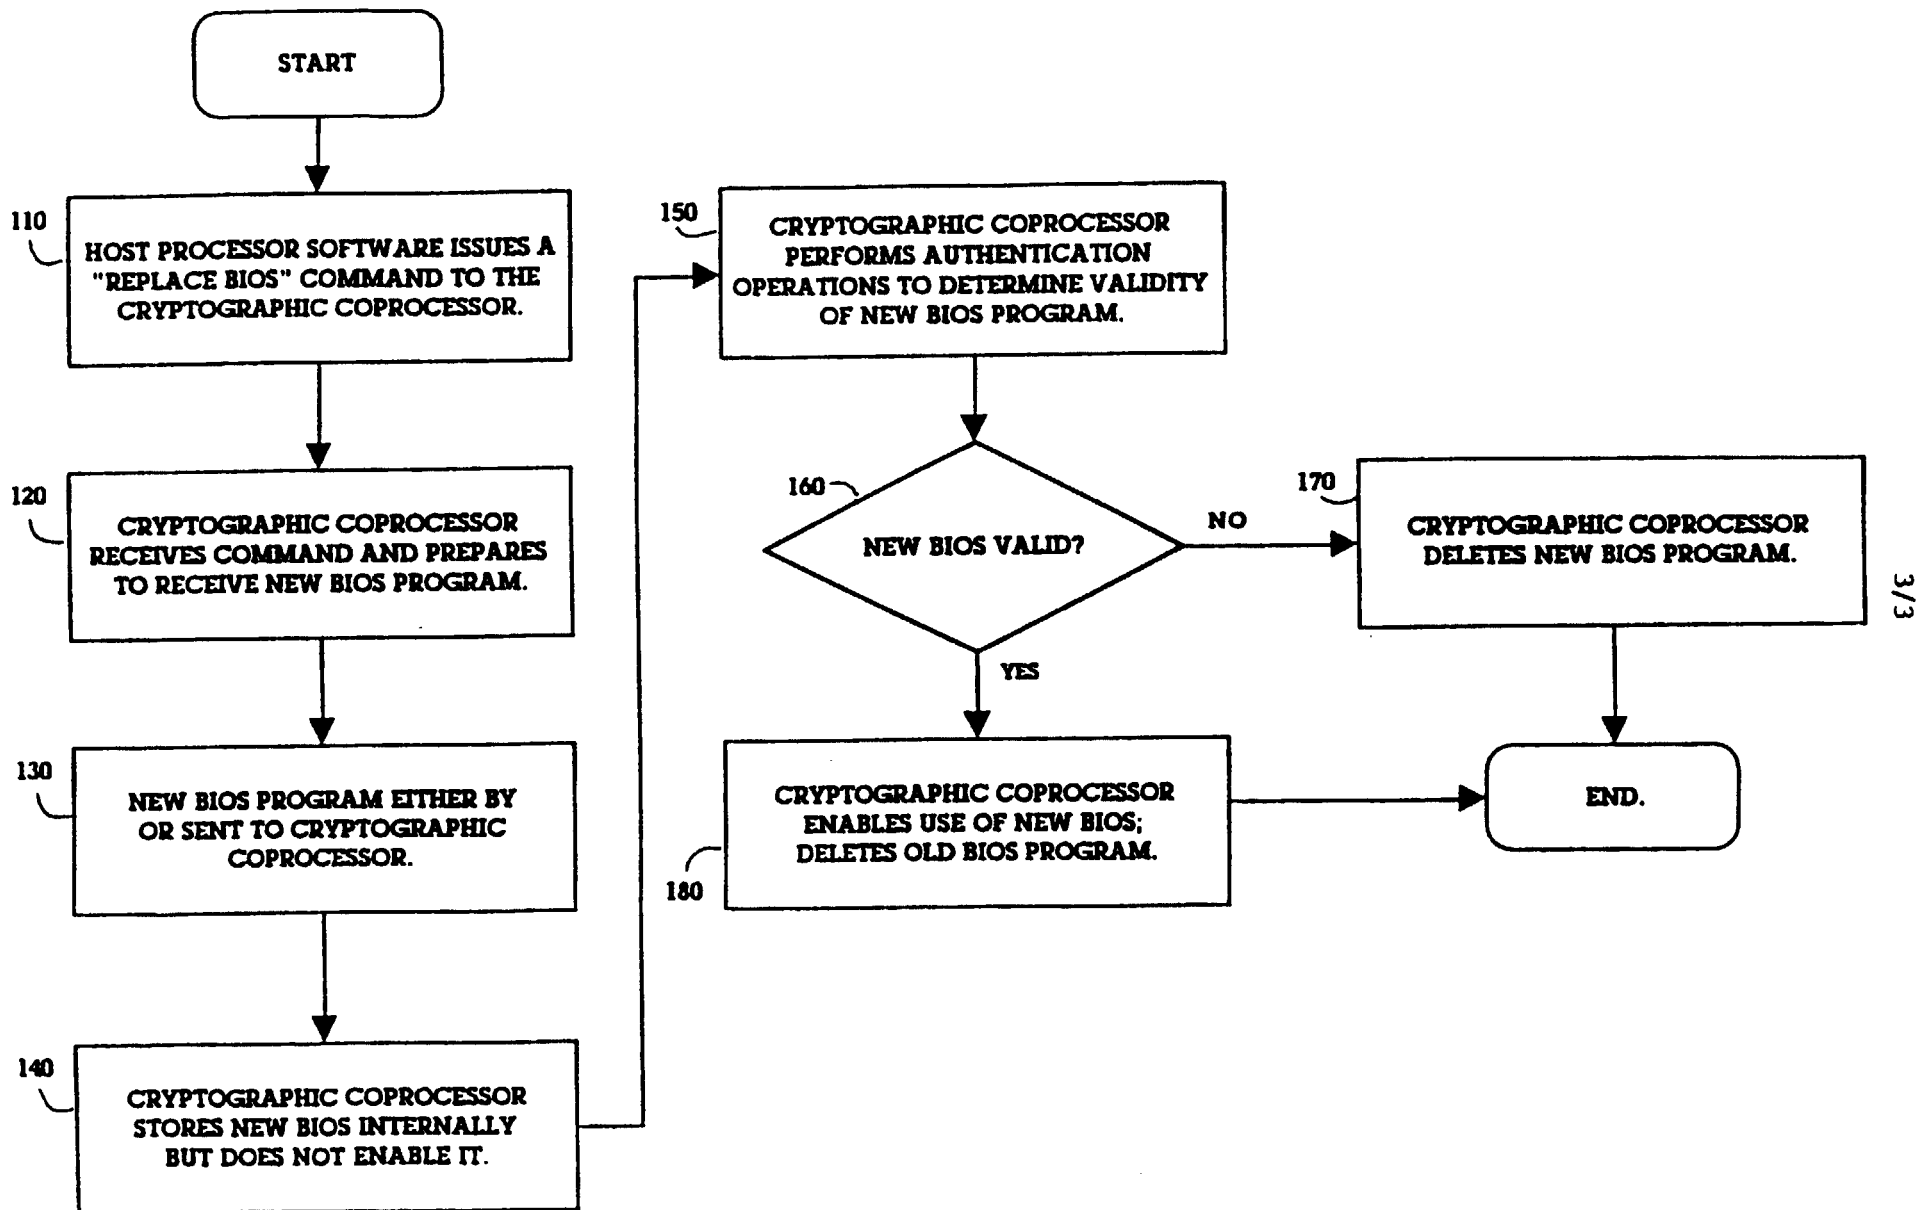 START
110
HOST PROCESSOR SOFTWARE ISSUES A
"REPLACE BIOS" COMMAND TO THE
CRYPTOGRAPHIC COPROCESSOR.
120
CRYPTOGRAPHIC COPROCESSOR
RECEIVES COMMAND AND PREPARES
TO RECEIVE NEW BIOS PROGRAM.
130
NEW BIOS PROGRAM EITHER BY
OR SENT TO CRYPTOGRAPHIC
COPROCESSOR.
140
CRYPTOGRAPHIC COPROCESSOR
STORES NEW BIOS INTERNALLY
BUT DOES NOT ENABLE IT.
150
CRYPTOGRAPHIC COPROCESSOR
PERFORMS AUTHENTICATION
OPERATIONS TO DETERMINE VALIDITY
OF NEW BIOS PROGRAM.
160
NEW BIOS VALID?
NO
YES
170
CRYPTOGRAPHIC COPROCESSOR
DELETES NEW BIOS PROGRAM.
180
CRYPTOGRAPHIC COPROCESSOR
ENABLES USE OF NEW BIOS;
DELETES OLD BIOS PROGRAM.
END.
3/3